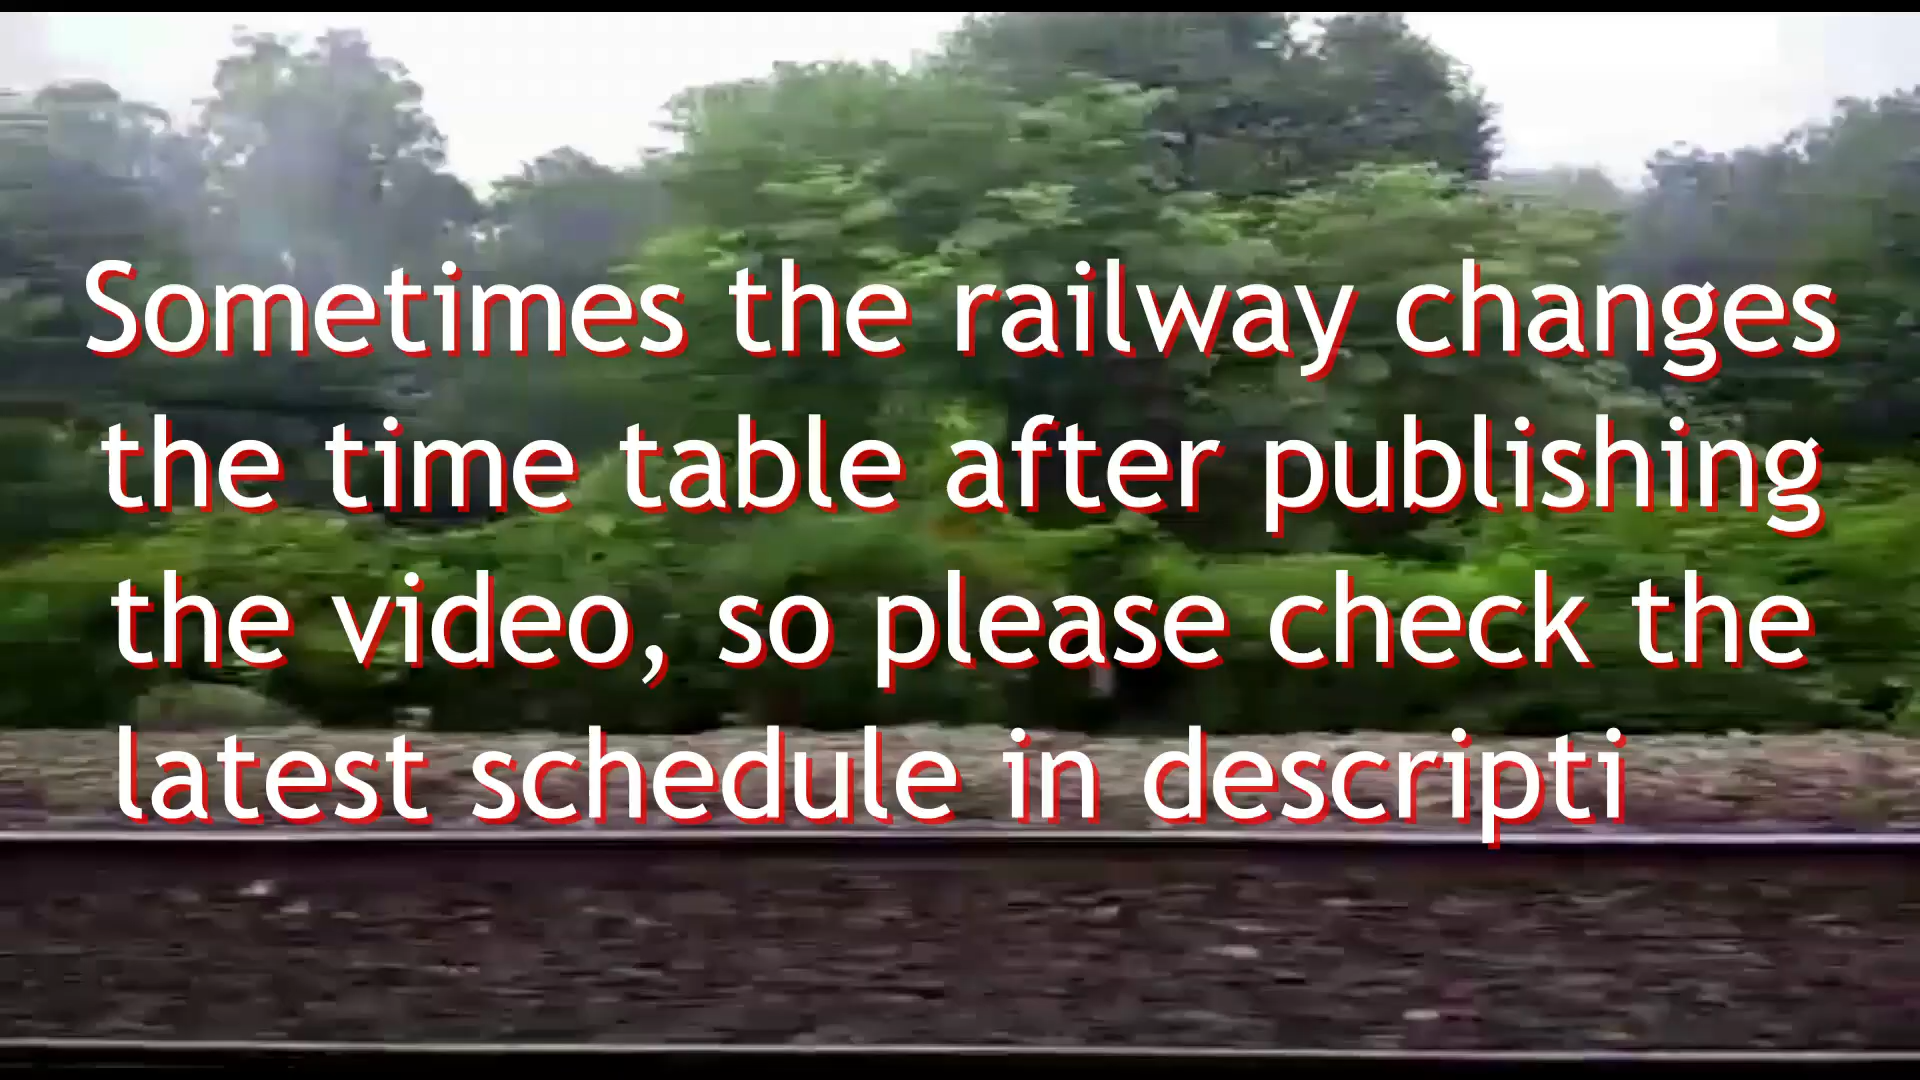 Sometimes the railway changes
the time table after publishing
the video, so please check the
latest schedule in descripti